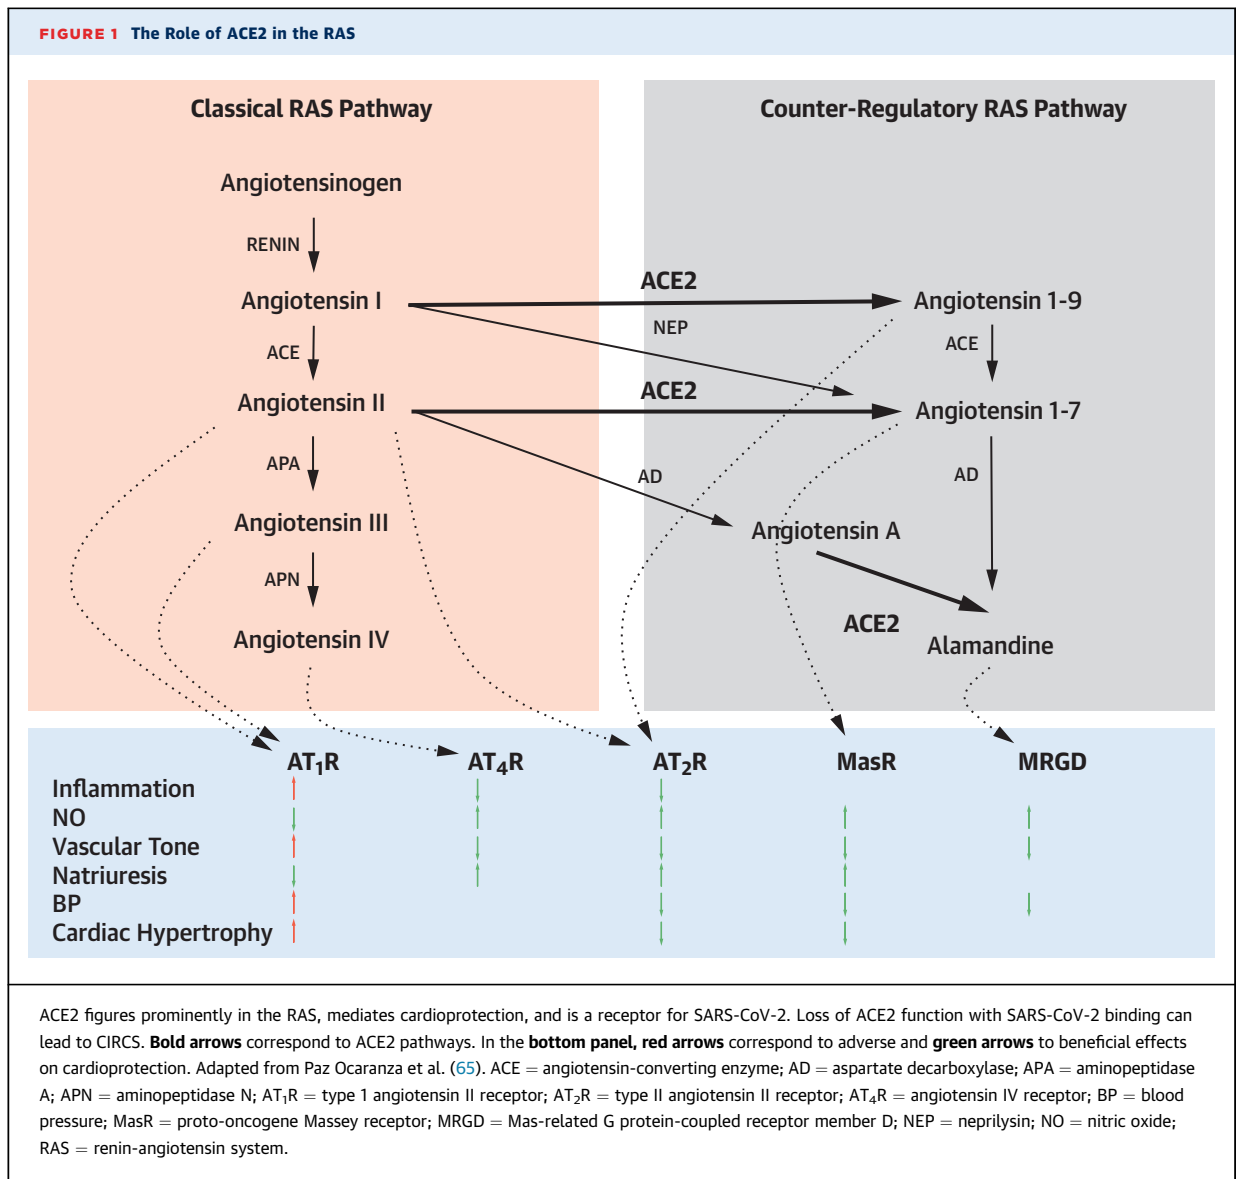 FIGURE 1 The Role of ACE2 in the RAS
Classical RAS Pathway
Angiotensinogen
RENIN
Angiotensin I
ACE
Angiotensin II
APA
Angiotensin III
APN
Angiotensin IV
ACE2
NEP
ACE2
AD
Counter-Regulatory RAS Pathway
Angiotensin 1-9
ACE
Angiotensin 1-7
AD
Angiotensin A
ACE2
Alamandine
AT1R AT4R AT2R MasR MRGD
Inflammation
NO
Vascular Tone
Natriuresis
BP
Cardiac Hypertrophy
ACE2 figures prominently in the RAS, mediates cardioprotection, and is a receptor for SARS-CoV-2. Loss of ACE2 function with SARS-CoV-2 binding can
lead to CIRCS. Bold arrows correspond to ACE2 pathways. In the bottom panel, red arrows correspond to adverse and green arrows to beneficial effects
on cardioprotection. Adapted from Paz Ocaranza et al. (65). ACE = angiotensin-converting enzyme; AD = aspartate decarboxylase; APA = aminopeptidase
A; APN = aminopeptidase N; AT1R = type 1 angiotensin II receptor; AT2R = type II angiotensin II receptor; AT4R = angiotensin IV receptor; BP = blood
pressure; MasR = proto-oncogene Massey receptor; MRGD = Mas-related G protein-coupled receptor member D; NEP = neprilysin; NO = nitric oxide;
RAS = renin-angiotensin system.